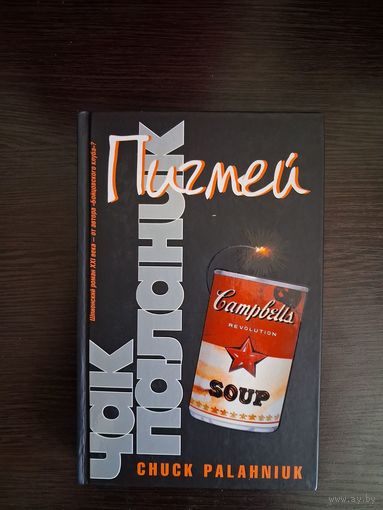 Шпионский роман XXI века — от автора «Бойцовского клуба»?
ЧАК
ПАЛАНИК
Пигмей
Campbell's
REVOLUTION
SOUP
CHUCK PALAHNIUK
www.ay.by